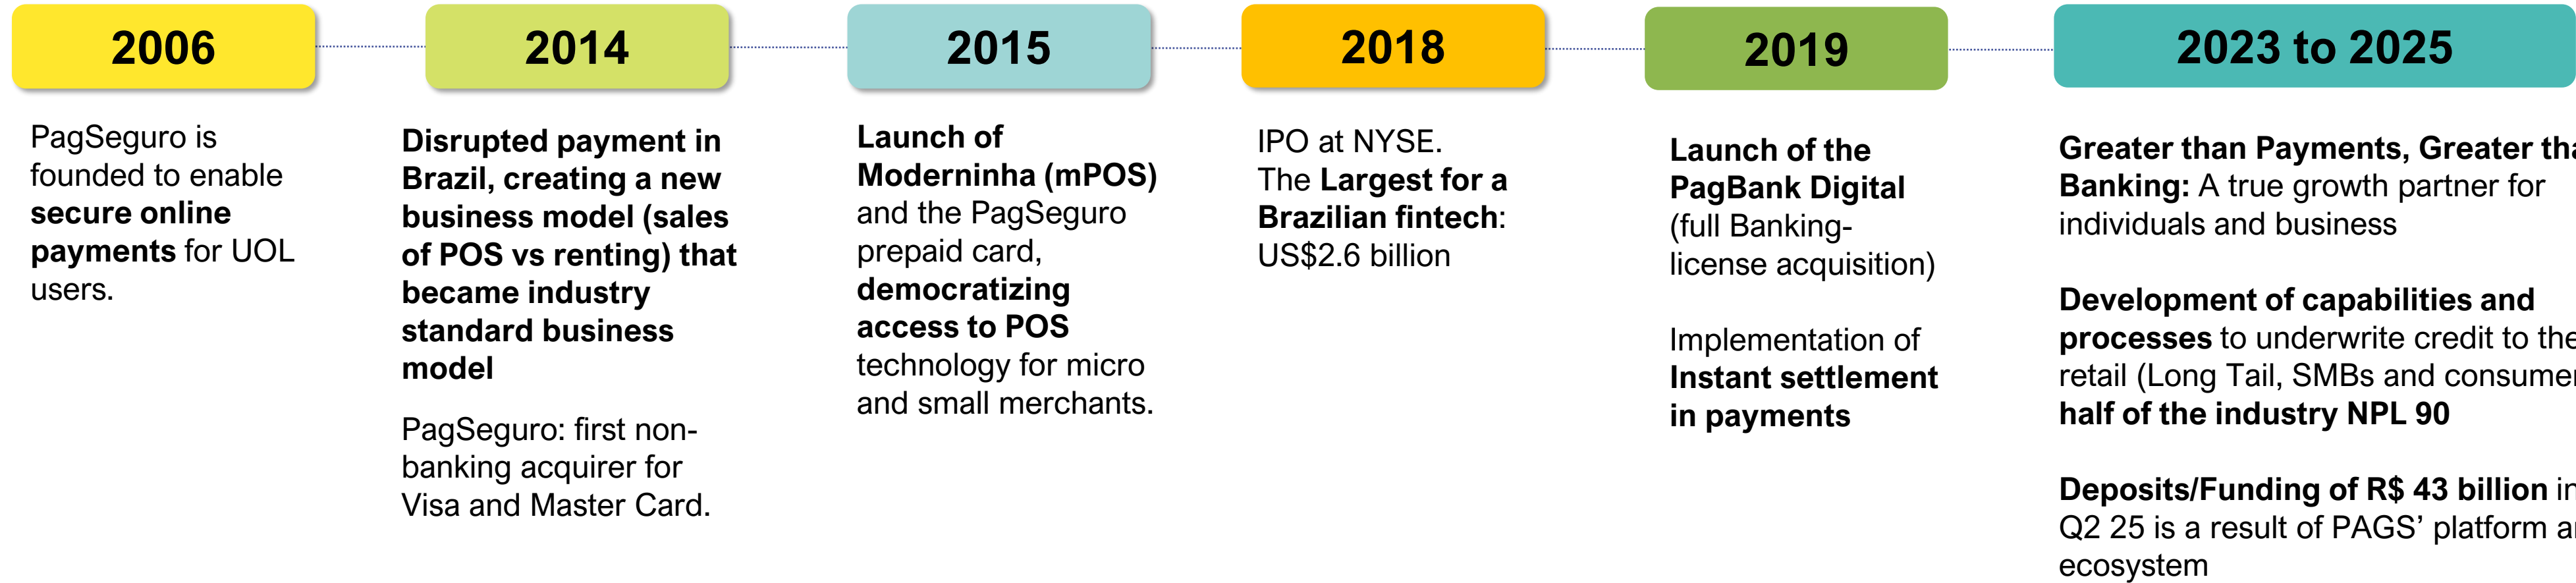 2006
PagSeguro is
founded to enable
secure online
payments for UOL
users.
2014
Disrupted payment in
Brazil, creating a new
business model (sales
of POS vs renting) that
became industry
standard business
model
PagSeguro: first non-
banking acquirer for
Visa and Master Card.
2015
Launch of
Moderninha (mPOS)
and the PagSeguro
prepaid card,
democratizing
access to POS
technology for micro
and small merchants.
2018
IPO at NYSE.
The Largest for a
Brazilian fintech:
US$2.6 billion
2019
Launch of the
PagBank Digital
(full Banking-
license acquisition)
Implementation of
Instant settlement
in payments
2023 to 2025
Greater than Payments, Greater
Banking: A true growth partner for
individuals and business
Development of capabilities and
processes to underwrite credit to the
retail (Long Tail, SMBs and
half of the industry NPL 90
Deposits/Funding of R$ 43 billion in
Q2 25 is a result of PAGS’ platform
ecosystem